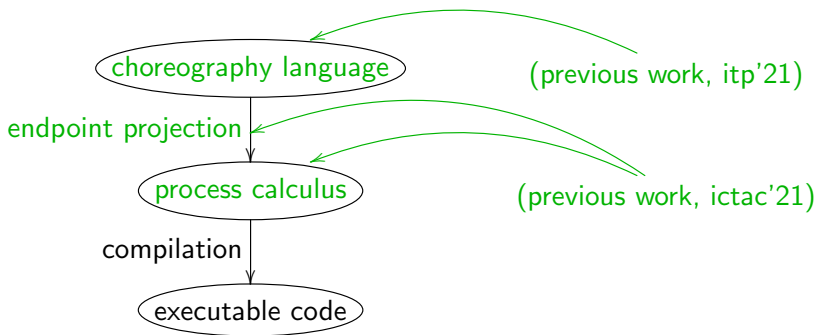 choreography language
(previous work, itp'21)
endpoint projection
process calculus
(previous work, ictac'21)
compilation
executable code